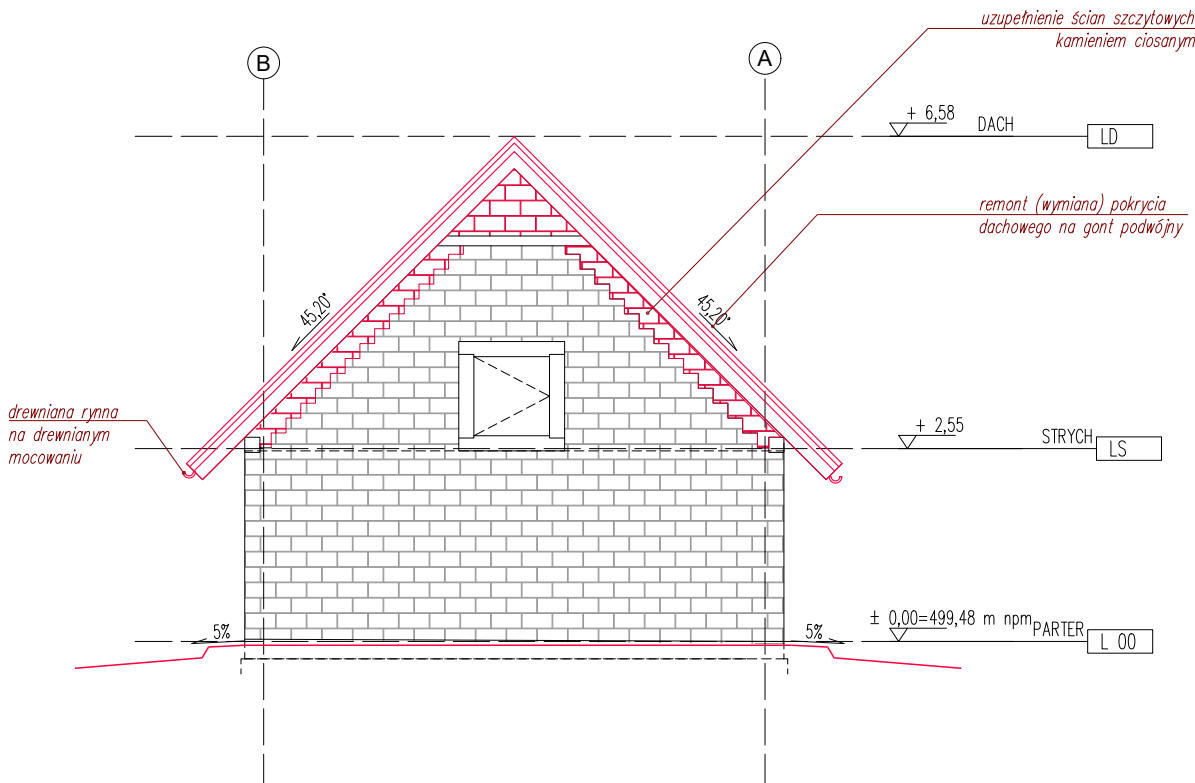 uzupełnienie ścian szczytowych
kamieniem ciosanym
B
A
+ 6,58
DACH
LD
remont (wymiana) pokrycia
dachowego na gont podwójny
45,20°
45,20°
drewniana rynna
na drewnianym
mocowaniu
+ 2,55
STRYCH
LS
± 0,00=499,48 m npm
PARTER
L 00
5%
5%